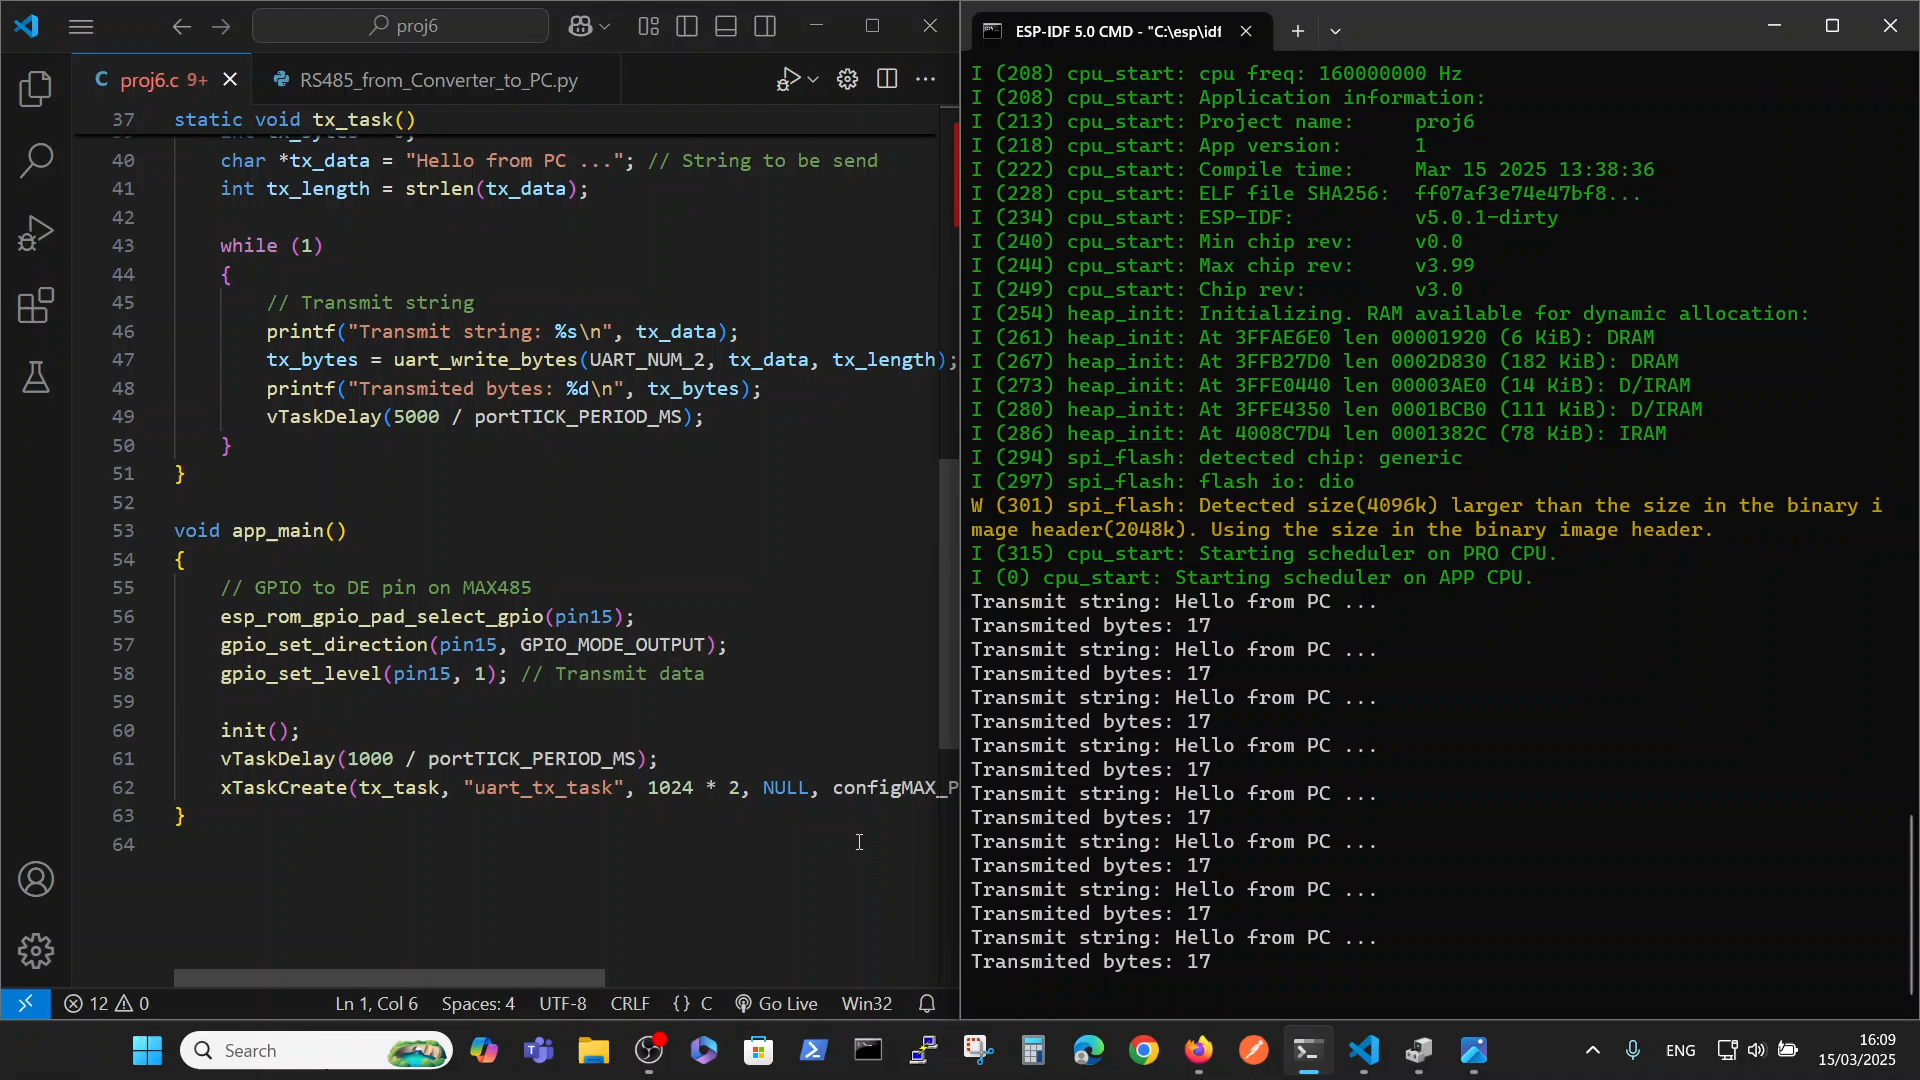 proj6
proj6.c 9+
RS485_from_Converter_to_PC.py
37 static void tx_task()
40 char *tx_data = "Hello from PC ..."; // String to be send
41 int tx_length = strlen(tx_data);
42
43 while (1)
44 {
45 // Transmit string
46 printf("Transmit string: %s\n", tx_data);
47 tx_bytes = uart_write_bytes(UART_NUM_2, tx_data, tx_length);
48 printf("Transmited bytes: %d\n", tx_bytes);
49 vTaskDelay(5000 / portTICK_PERIOD_MS);
50 }
51 }
52
53 void app_main()
54 {
55 // GPIO to DE pin on MAX485
56 esp_rom_gpio_pad_select_gpio(pin15);
57 gpio_set_direction(pin15, GPIO_MODE_OUTPUT);
58 gpio_set_level(pin15, 1); // Transmit data
59
60 init();
61 vTaskDelay(1000 / portTICK_PERIOD_MS);
62 xTaskCreate(tx_task, "uart_tx_task", 1024 * 2, NULL, configMAX_P
63 }
64
12 0 Ln 1, Col 6 Spaces: 4 UTF-8 CRLF {} C Go Live Win32
ESP-IDF 5.0 CMD - "C:\esp\idf
I (208) cpu_start: cpu freq: 160000000 Hz
I (208) cpu_start: Application information:
I (213) cpu_start: Project name: proj6
I (218) cpu_start: App version: 1
I (222) cpu_start: Compile time: Mar 15 2025 13:38:36
I (228) cpu_start: ELF file SHA256: ff07af3e74e47bf8...
I (234) cpu_start: ESP-IDF: v5.0.1-dirty
I (240) cpu_start: Min chip rev: v0.0
I (244) cpu_start: Max chip rev: v3.99
I (249) cpu_start: Chip rev: v3.0
I (254) heap_init: Initializing. RAM available for dynamic allocation:
I (261) heap_init: At 3FFAE6E0 len 00001920 (6 KiB): DRAM
I (267) heap_init: At 3FFB27D0 len 0002D830 (182 KiB): DRAM
I (273) heap_init: At 3FFE0440 len 00003AE0 (14 KiB): D/IRAM
I (280) heap_init: At 3FFE4350 len 0001BCB0 (111 KiB): D/IRAM
I (286) heap_init: At 4008C7D4 len 0001382C (78 KiB): IRAM
I (294) spi_flash: detected chip: generic
I (297) spi_flash: flash io: dio
W (301) spi_flash: Detected size(4096k) larger than the size in the binary i
mage header(2048k). Using the size in the binary image header.
I (315) cpu_start: Starting scheduler on PRO CPU.
I (0) cpu_start: Starting scheduler on APP CPU.
Transmit string: Hello from PC ...
Transmited bytes: 17
Transmit string: Hello from PC ...
Transmited bytes: 17
Transmit string: Hello from PC ...
Transmited bytes: 17
Transmit string: Hello from PC ...
Transmited bytes: 17
Transmit string: Hello from PC ...
Transmited bytes: 17
Transmit string: Hello from PC ...
Transmited bytes: 17
Transmit string: Hello from PC ...
Transmited bytes: 17
Transmit string: Hello from PC ...
Transmited bytes: 17
Search
ENG
16:09
15/03/2025